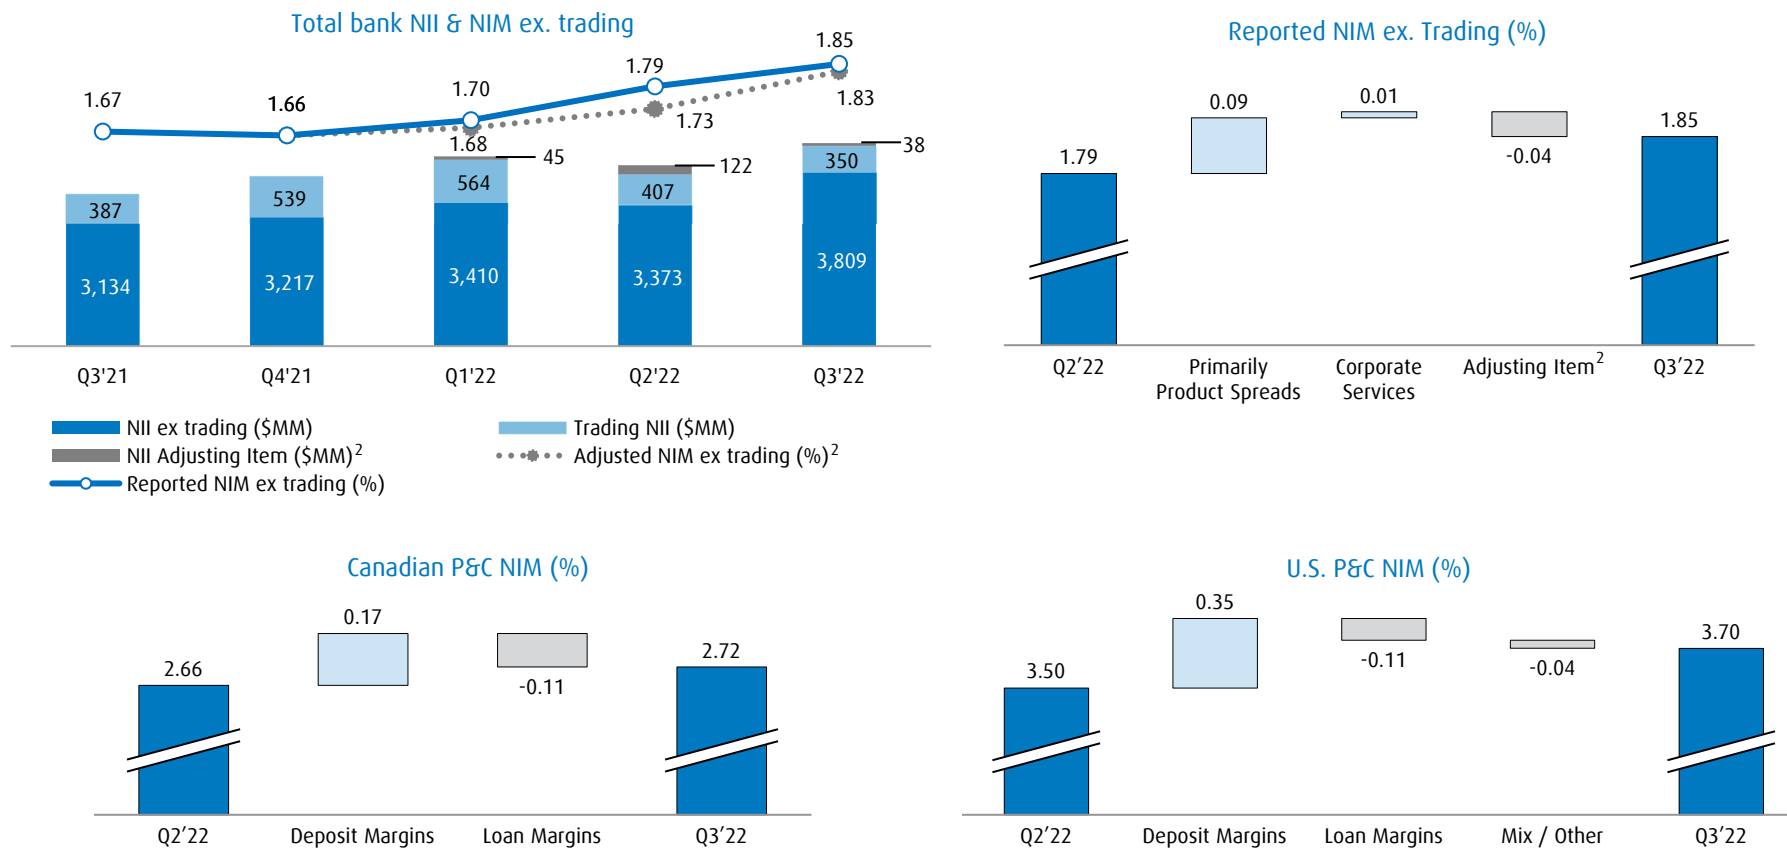 Total bank NII & NIM ex. trading
1.67
1.66
1.70
1.79
1.85
1.68
1.73
1.83
45
122
38
387
539
564
407
350
3,134
3,217
3,410
3,373
3,809
Q3'21
Q4'21
Q1'22
Q2'22
Q3'22
NII ex trading ($MM)
Trading NII ($MM)
NII Adjusting Item ($MM)²
Adjusted NIM ex trading (%)²
Reported NIM ex trading (%)
Reported NIM ex. Trading (%)
1.79
0.09
0.01
-0.04
1.85
Q2’22
Primarily
Product Spreads
Corporate
Services
Adjusting Item²
Q3’22
Canadian P&C NIM (%)
2.66
0.17
-0.11
2.72
Q2’22
Deposit Margins
Loan Margins
Q3’22
U.S. P&C NIM (%)
3.50
0.35
-0.11
-0.04
3.70
Q2’22
Deposit Margins
Loan Margins
Mix / Other
Q3’22